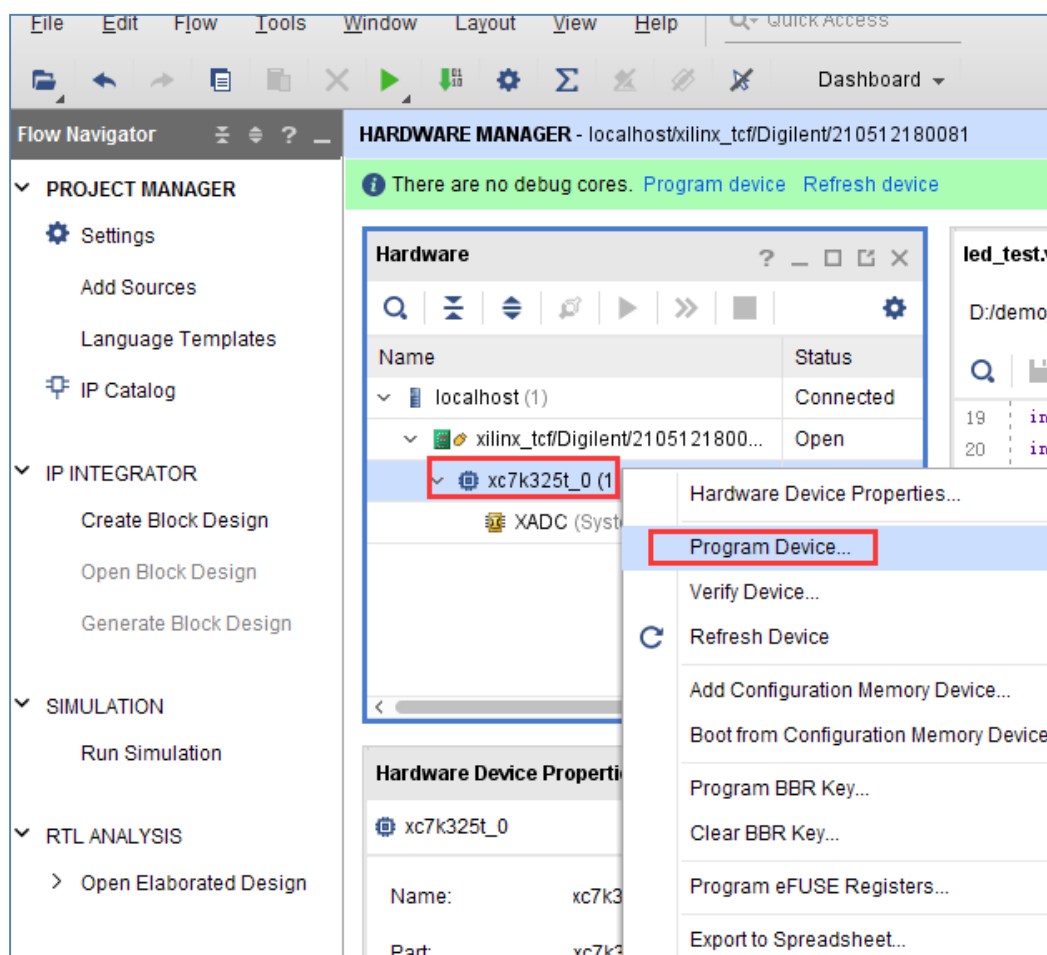 File Edit Flow Tools Window Layout View Help Quick Access
Dashboard
Flow Navigator ? _
HARDWARE MANAGER - localhost/xilinx_tcf/Digilent/210512180081
There are no debug cores. Program device Refresh device
PROJECT MANAGER
Settings
Add Sources
Language Templates
IP Catalog
IP INTEGRATOR
Create Block Design
Open Block Design
Generate Block Design
SIMULATION
Run Simulation
RTL ANALYSIS
Open Elaborated Design
Hardware
Name Status
localhost (1) Connected
xilinx_tcf/Digilent/2105121800... Open
xc7k325t_0 (1
XADC (Syst
led_test.v
D:/demo
19 in
20 in
Hardware Device Properties...
Program Device...
Verify Device...
Refresh Device
Add Configuration Memory Device...
Boot from Configuration Memory Device
Program BBR Key...
Clear BBR Key...
Program eFUSE Registers...
Export to Spreadsheet...
Hardware Device Properti
xc7k325t_0
Name: xc7k3
Part: xc7k3